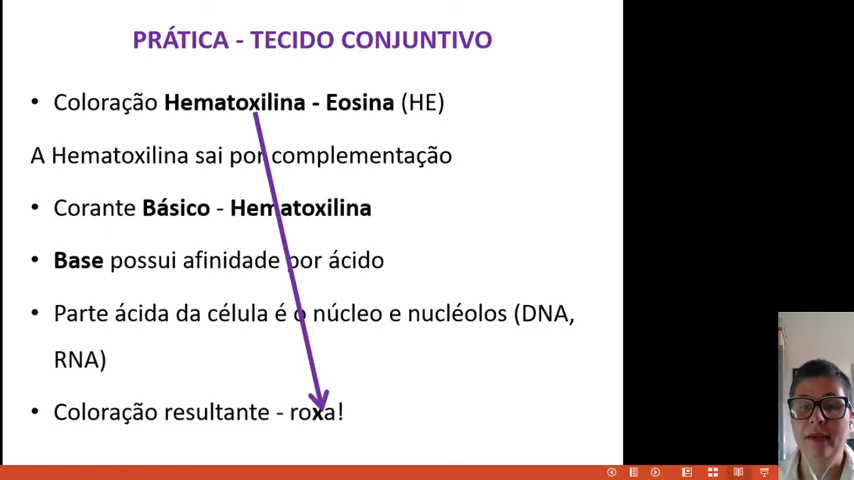 PRÁTICA - TECIDO CONJUNTIVO
• Coloração Hematoxilina - Eosina (HE)
A Hematoxilina sai por complementação
• Corante Básico - Hematoxilina
• Base possui afinidade por ácido
• Parte ácida da célula é o núcleo e nucléolos (DNA,
RNA)
• Coloração resultante - roxa!